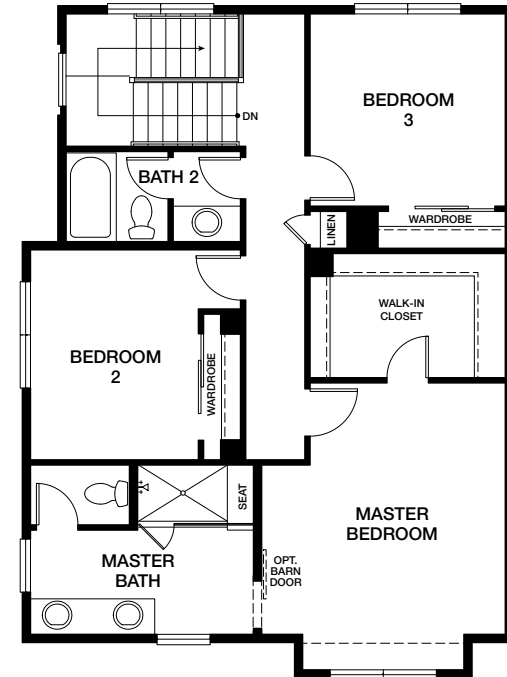 BEDROOM
3
DN
BATH 2
LINEN
WARDROBE
WALK-IN
CLOSET
BEDROOM
2
WARDROBE
SEAT
MASTER
BEDROOM
MASTER
BATH
OPT.
BARN
DOOR